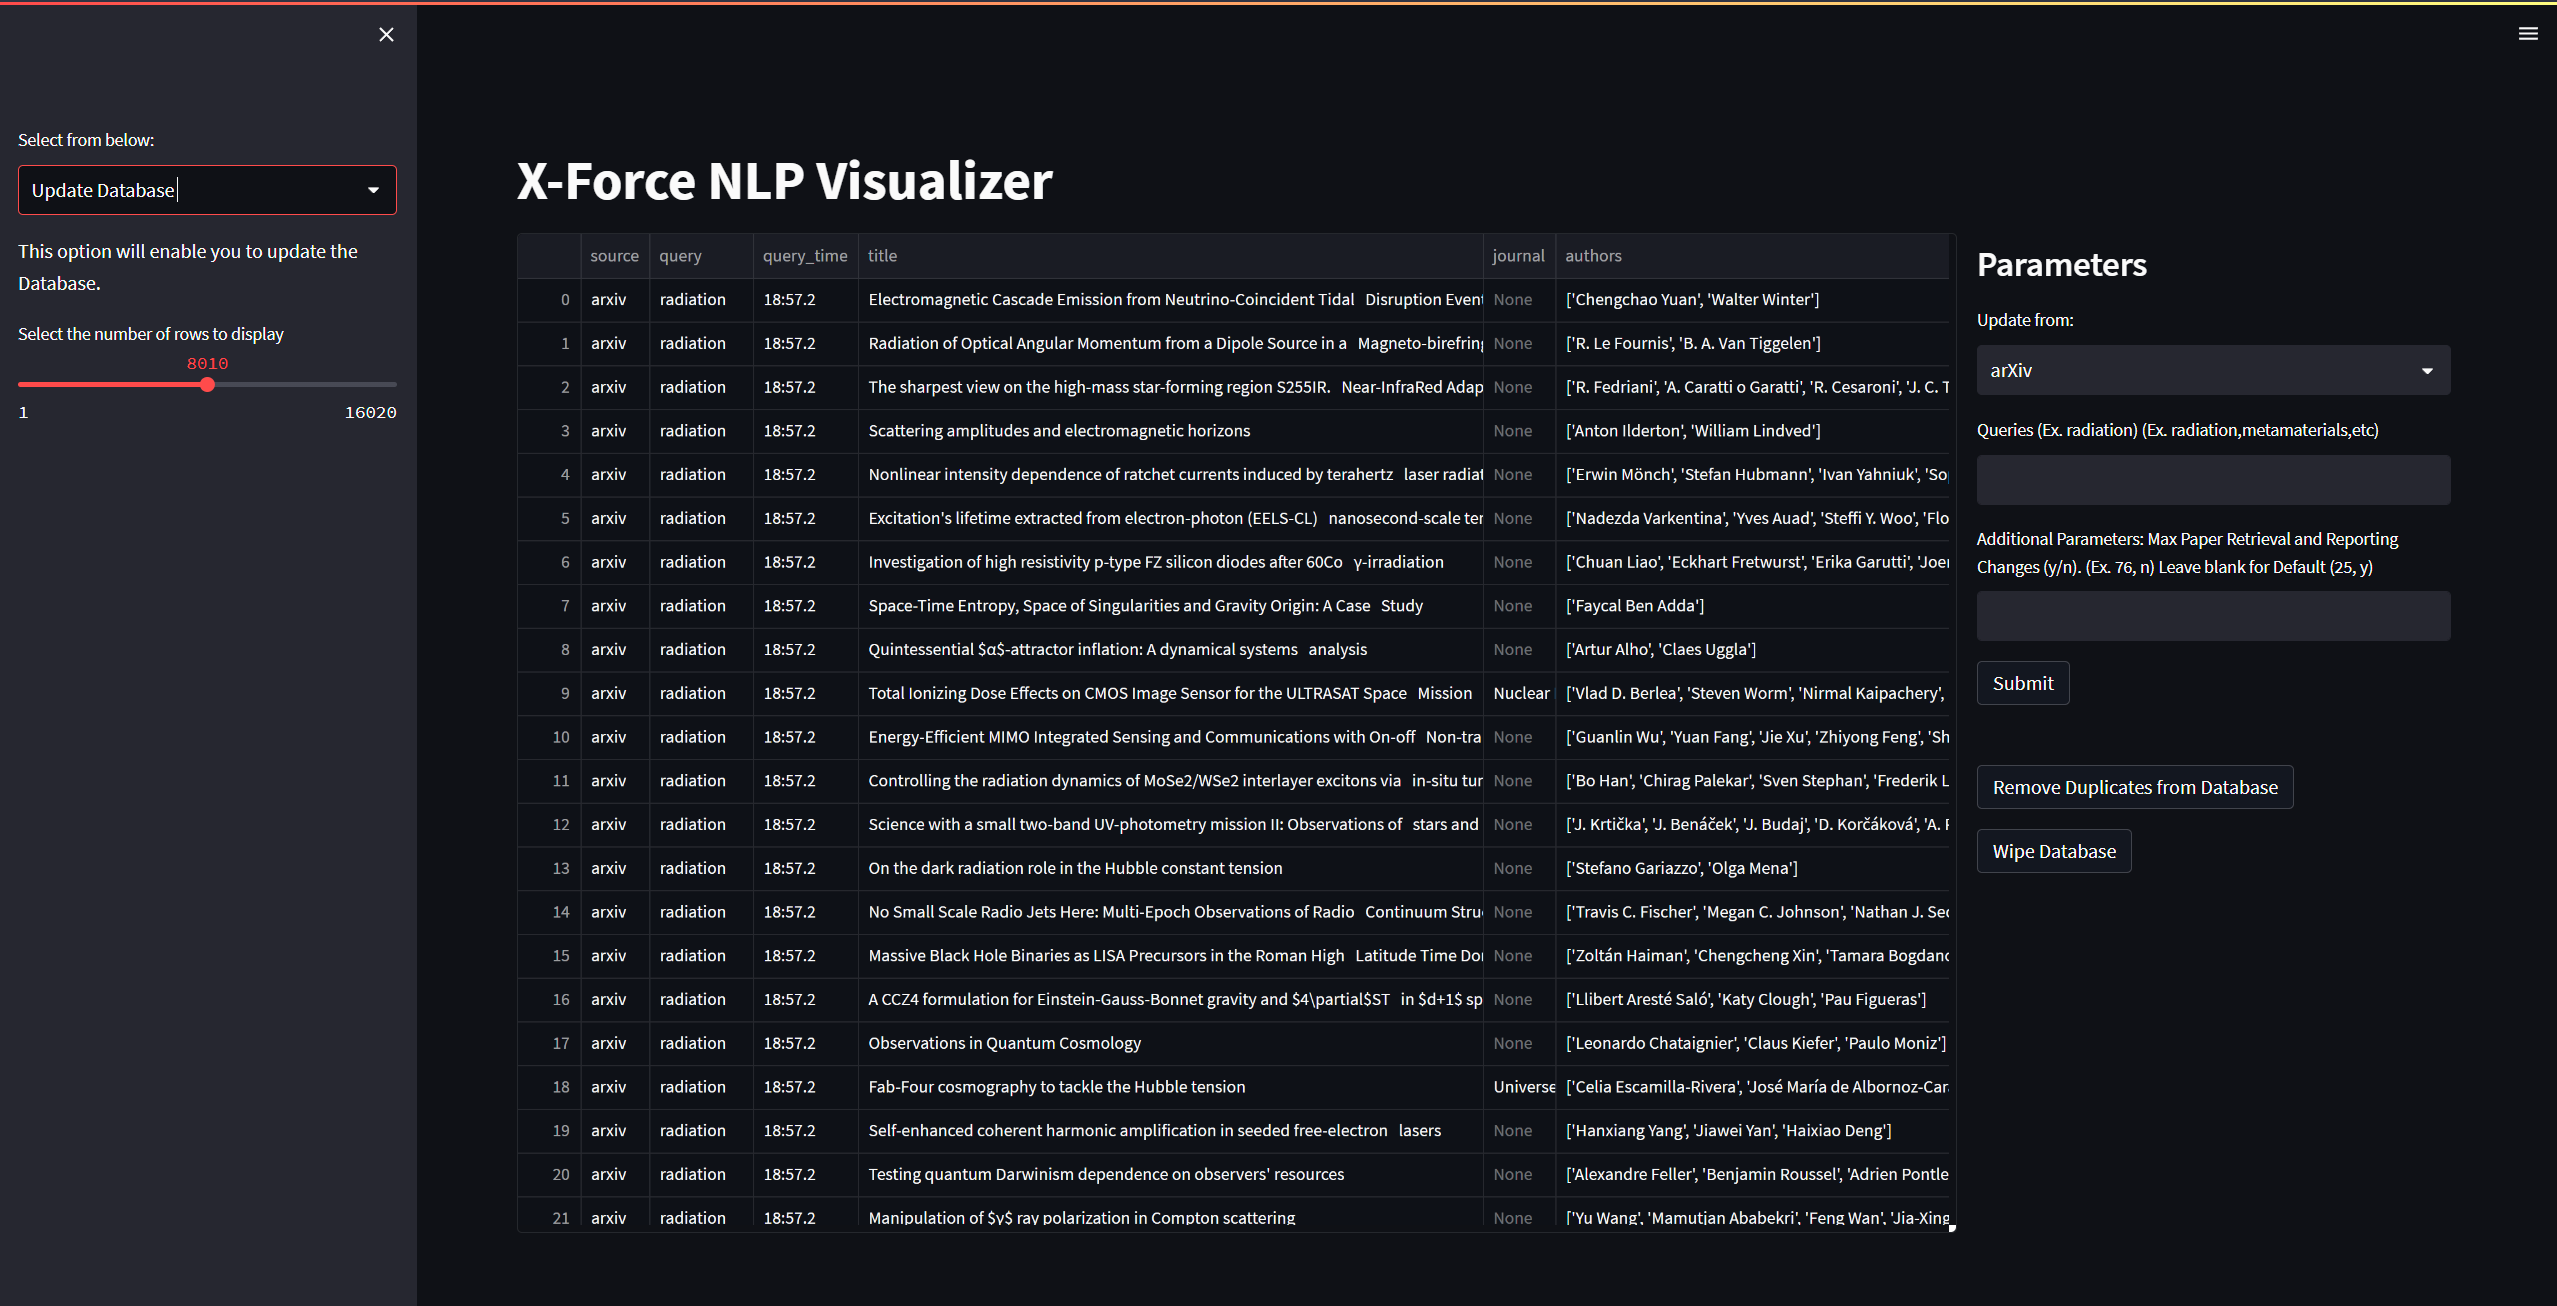 Select from below:
Update Database
This option will enable you to update the
Database.
Select the number of rows to display
8010
1 16020
X-Force NLP Visualizer
source query query_time title journal authors
0 arxiv radiation 18:57.2 Electromagnetic Cascade Emission from Neutrino-Coincident Tidal Disruption Event None ['Chengchao Yuan', 'Walter Winter']
1 arxiv radiation 18:57.2 Radiation of Optical Angular Momentum from a Dipole Source in a Magneto-birefring None ['R. Le Fournis', 'B. A. Van Tiggelen']
2 arxiv radiation 18:57.2 The sharpest view on the high-mass star-forming region S255IR. Near-InfraRed Adap None ['R. Fedriani', 'A. Caratti o Garatti', 'R. Cesaroni', 'J. C. T
3 arxiv radiation 18:57.2 Scattering amplitudes and electromagnetic horizons None ['Anton Ilderton', 'William Lindved']
4 arxiv radiation 18:57.2 Nonlinear intensity dependence of ratchet currents induced by terahertz laser radiat None ['Erwin Mönch', 'Stefan Hubmann', 'Ivan Yahniuk', 'So
5 arxiv radiation 18:57.2 Excitation's lifetime extracted from electron-photon (EELS-CL) nanosecond-scale ter None ['Nadezda Varkentina', 'Yves Auad', 'Steffi Y. Woo', 'Flo
6 arxiv radiation 18:57.2 Investigation of high resistivity p-type FZ silicon diodes after 60Co γ-irradiation None ['Chuan Liao', 'Eckhart Fretwurst', 'Erika Garutti', 'Joer
7 arxiv radiation 18:57.2 Space-Time Entropy, Space of Singularities and Gravity Origin: A Case Study None ['Faycal Ben Adda']
8 arxiv radiation 18:57.2 Quintessential $α$-attractor inflation: A dynamical systems analysis None ['Artur Alho', 'Claes Uggla']
9 arxiv radiation 18:57.2 Total Ionizing Dose Effects on CMOS Image Sensor for the ULTRASAT Space Mission Nuclear ['Vlad D. Berlea', 'Steven Worm', 'Nirmal Kaipachery',
10 arxiv radiation 18:57.2 Energy-Efficient MIMO Integrated Sensing and Communications with On-off Non-tra None ['Guanlin Wu', 'Yuan Fang', 'Jie Xu', 'Zhiyong Feng', 'Sh
11 arxiv radiation 18:57.2 Controlling the radiation dynamics of MoSe2/WSe2 interlayer excitons via in-situ tur None ['Bo Han', 'Chirag Palekar', 'Sven Stephan', 'Frederik L
12 arxiv radiation 18:57.2 Science with a small two-band UV-photometry mission II: Observations of stars and None ['J. Krtička', 'J. Benáček', 'J. Budaj', 'D. Korčáková', 'A.
13 arxiv radiation 18:57.2 On the dark radiation role in the Hubble constant tension None ['Stefano Gariazzo', 'Olga Mena']
14 arxiv radiation 18:57.2 No Small Scale Radio Jets Here: Multi-Epoch Observations of Radio Continuum Stru None ['Travis C. Fischer', 'Megan C. Johnson', 'Nathan J. Sec
15 arxiv radiation 18:57.2 Massive Black Hole Binaries as LISA Precursors in the Roman High Latitude Time Do None ['Zoltán Haiman', 'Chengcheng Xin', 'Tamara Bogdanc
16 arxiv radiation 18:57.2 A CCZ4 formulation for Einstein-Gauss-Bonnet gravity and $4\partial$ST in $d+1$ sp None ['Llibert Aresté Saló', 'Katy Clough', 'Pau Figueras']
17 arxiv radiation 18:57.2 Observations in Quantum Cosmology None ['Leonardo Chataignier', 'Claus Kiefer', 'Paulo Moniz']
18 arxiv radiation 18:57.2 Fab-Four cosmography to tackle the Hubble tension Universe ['Celia Escamilla-Rivera', 'José María de Albornoz-Car
19 arxiv radiation 18:57.2 Self-enhanced coherent harmonic amplification in seeded free-electron lasers None ['Hanxiang Yang', 'Jiawei Yan', 'Haixiao Deng']
20 arxiv radiation 18:57.2 Testing quantum Darwinism dependence on observers' resources None ['Alexandre Feller', 'Benjamin Roussel', 'Adrien Pontle
21 arxiv radiation 18:57.2 Manipulation of $γ$ ray polarization in Compton scattering None ['Yu Wang', 'Mamutjan Ababekri', 'Feng Wan', 'Jia-Xing
Parameters
Update from:
arXiv
Queries (Ex. radiation) (Ex. radiation,metamaterials,etc)
Additional Parameters: Max Paper Retrieval and Reporting
Changes (y/n). (Ex. 76, n) Leave blank for Default (25, y)
Submit
Remove Duplicates from Database
Wipe Database